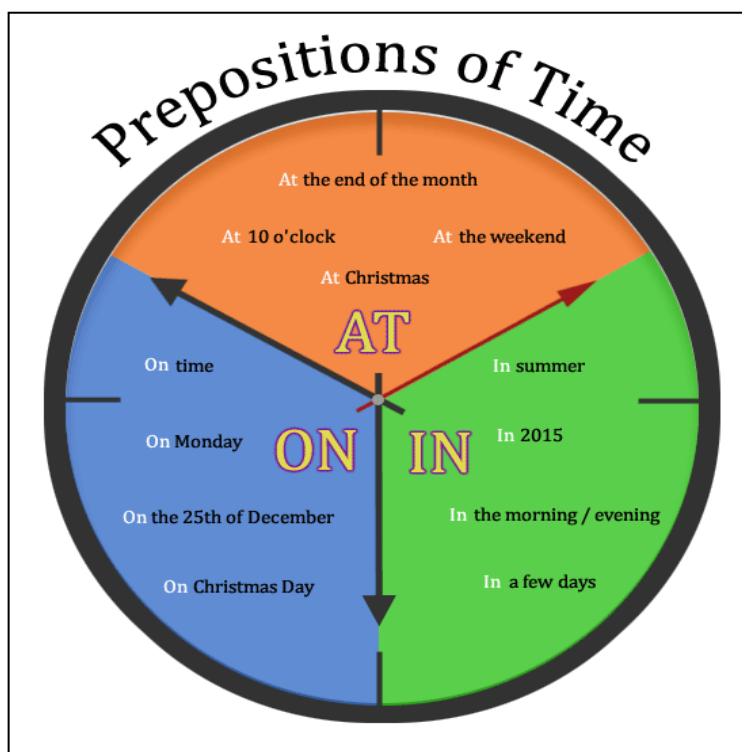 Prepositions of Time
At the end of the month
At 10 o'clock
At the weekend
At Christmas
AT
On time
On Monday
ON
On the 25th of December
On Christmas Day
In summer
In 2015
IN
In the morning / evening
In a few days